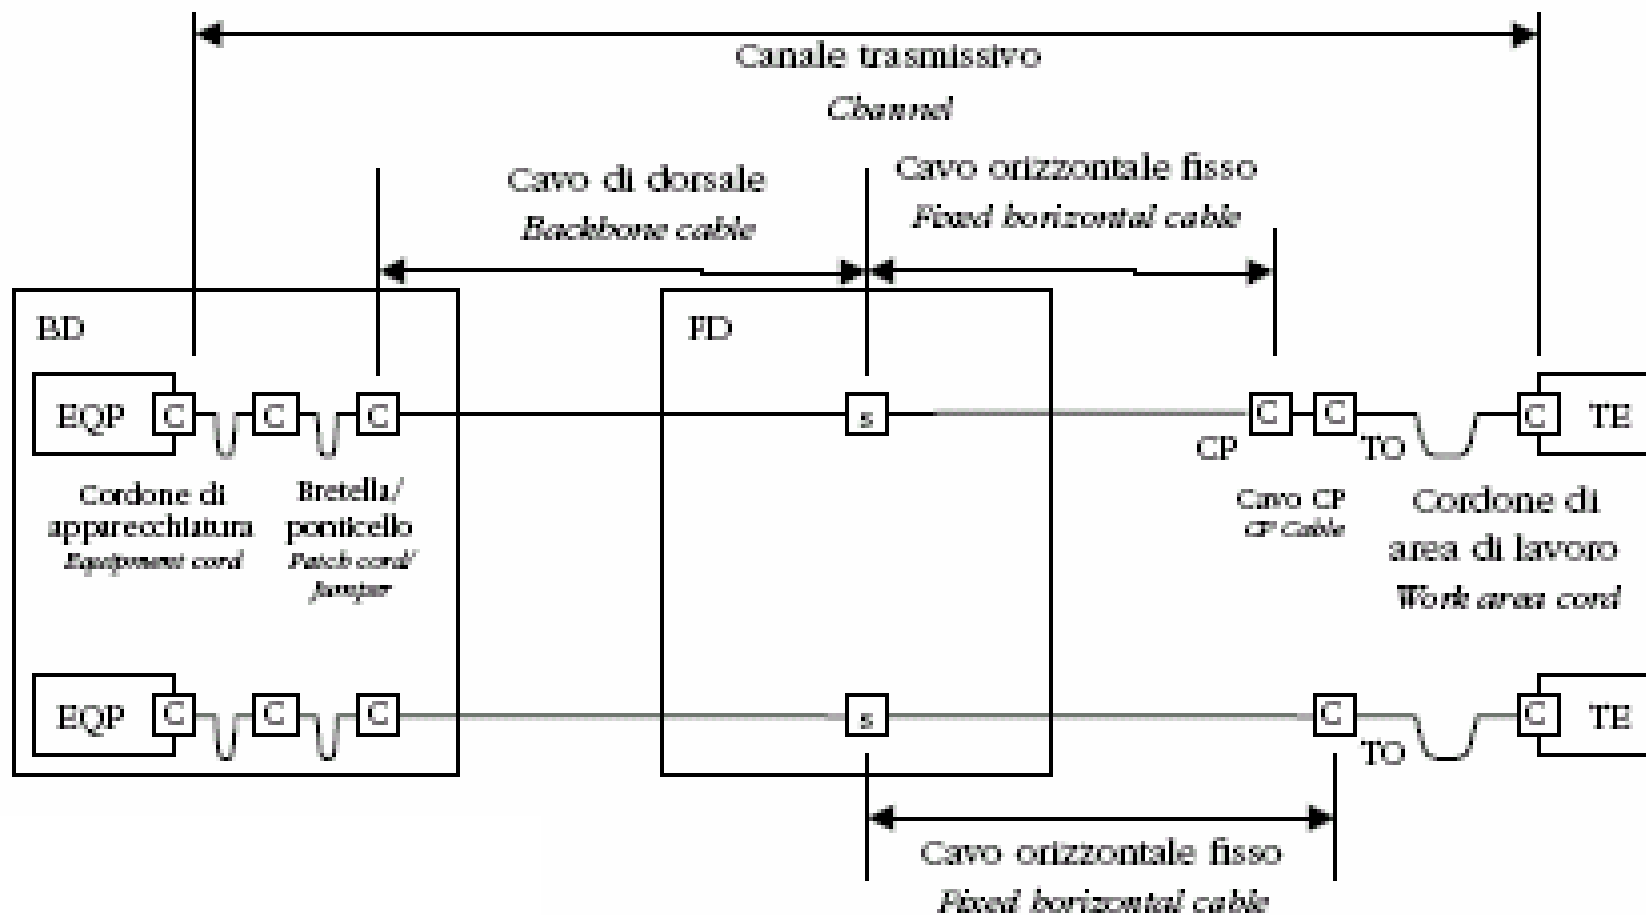 Canale trasmissivo
Channel
Cavo di dorsale
Backbone cable
Cavo orizzontale fisso
Fixed horizontal cable
BD
FD
EQP C C C
s
C C
C TE
CP
TO
Cordone di
apparecchiatura
Equipment cord
Bretella/
ponticello
Patch cord/
Jumper
Cavo CP
CP Cable
Cordone di
area di lavoro
Work area cord
EQP C C C
s
C
C TE
TO
Cavo orizzontale fisso
Fixed horizontal cable